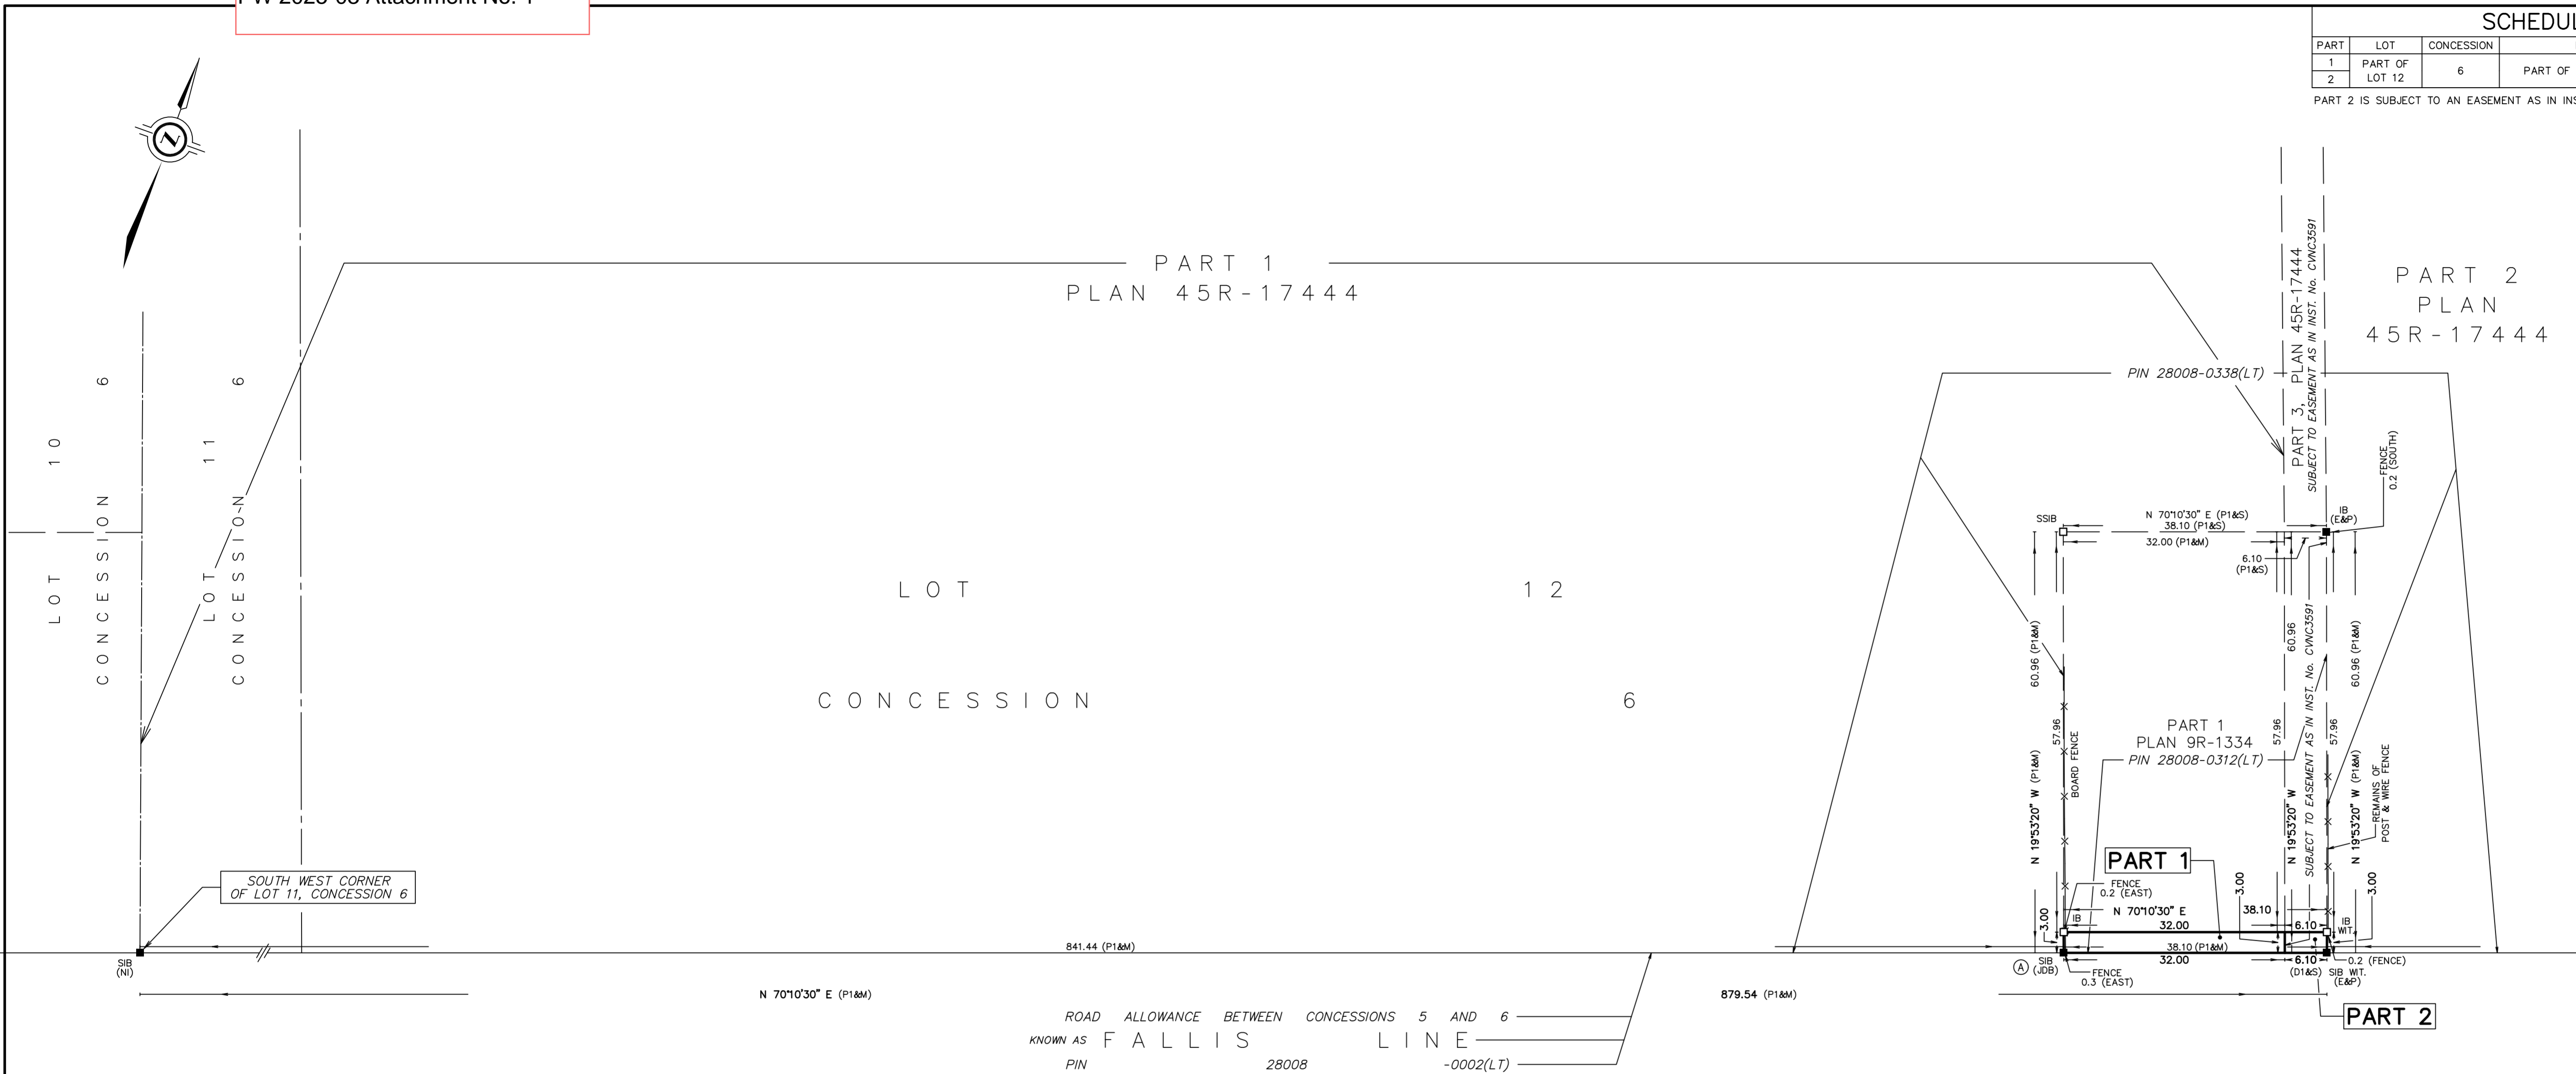 SCHEDUL
PART LOT CONCESSION
1
2
PART OF
LOT 12
6
PART OF
PART 2 IS SUBJECT TO AN EASEMENT AS IN INS
N
PART 1
PLAN 45R-17444
PART 2
PLAN
45R-17444
PART 3, PLAN 45R-17444
SUBJECT TO EASEMENT AS IN INST. No. CVNC3591
PIN 28008-0338(LT)
LOT 10
CONCESSION 6
LOT 11
CONCESSION 6
LOT 12
CONCESSION 6
FENCE
0.2 (SOUTH)
SSIB
N 70°10'30" E (P1&S)
38.10 (P1&S)
32.00 (P1&M)
IB
(E&P)
6.10
(P1&S)
60.96 (P1&M)
N 19°53'20" W (P1&M)
57.96
BOARD FENCE
PART 1
PLAN 9R-1334
PIN 28008-0312(LT)
57.96
60.96
N 19°53'20" W
SUBJECT TO EASEMENT AS IN INST. No. CVNC3591
57.96
60.96 (P1&M)
N 19°53'20" W (P1&M)
REMAINS OF
POST & WIRE FENCE
PART 1
FENCE
0.2 (EAST)
3.00
3.00
3.00
N 70°10'30" E
38.10
IB
32.00
6.10
IB
WIT.
38.10 (P1&M)
32.00
6.10
(D1&S)
0.2 (FENCE)
A
SIB
(JDB)
FENCE
0.3 (EAST)
SIB WIT.
(E&P)
PART 2
SOUTH WEST CORNER
OF LOT 11, CONCESSION 6
SIB
(NI)
841.44 (P1&M)
N 70°10'30" E (P1&M)
879.54 (P1&M)
ROAD ALLOWANCE BETWEEN CONCESSIONS 5 AND 6
KNOWN AS FALLIS LINE
PIN 28008 -0002(LT)